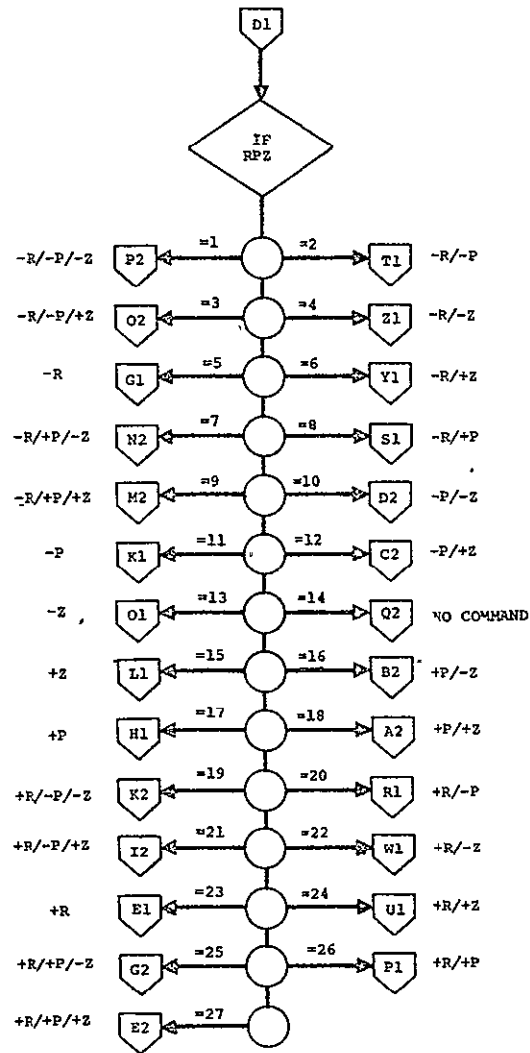 D1
IF
RPZ
-R/-P/-Z P2 =1 =2 T1 -R/-P
-R/-P/+Z O2 =3 =4 Z1 -R/-Z
-R G1 =5 =6 Y1 -R/+Z
-R/+P/-Z N2 =7 =8 S1 -R/+P
-R/+P/+Z M2 =9 =10 D2 -P/-Z
-P K1 =11 =12 C2 -P/+Z
-Z O1 =13 =14 Q2 NO COMMAND
+Z L1 =15 =16 B2 +P/-Z
+P H1 =17 =18 A2 +P/+Z
+R/-P/-Z K2 =19 =20 R1 +R/-P
+R/-P/+Z I2 =21 =22 W1 +R/-Z
+R E1 =23 =24 U1 +R/+Z
+R/+P/-Z G2 =25 =26 P1 +R/+P
+R/+P/+Z E2 =27